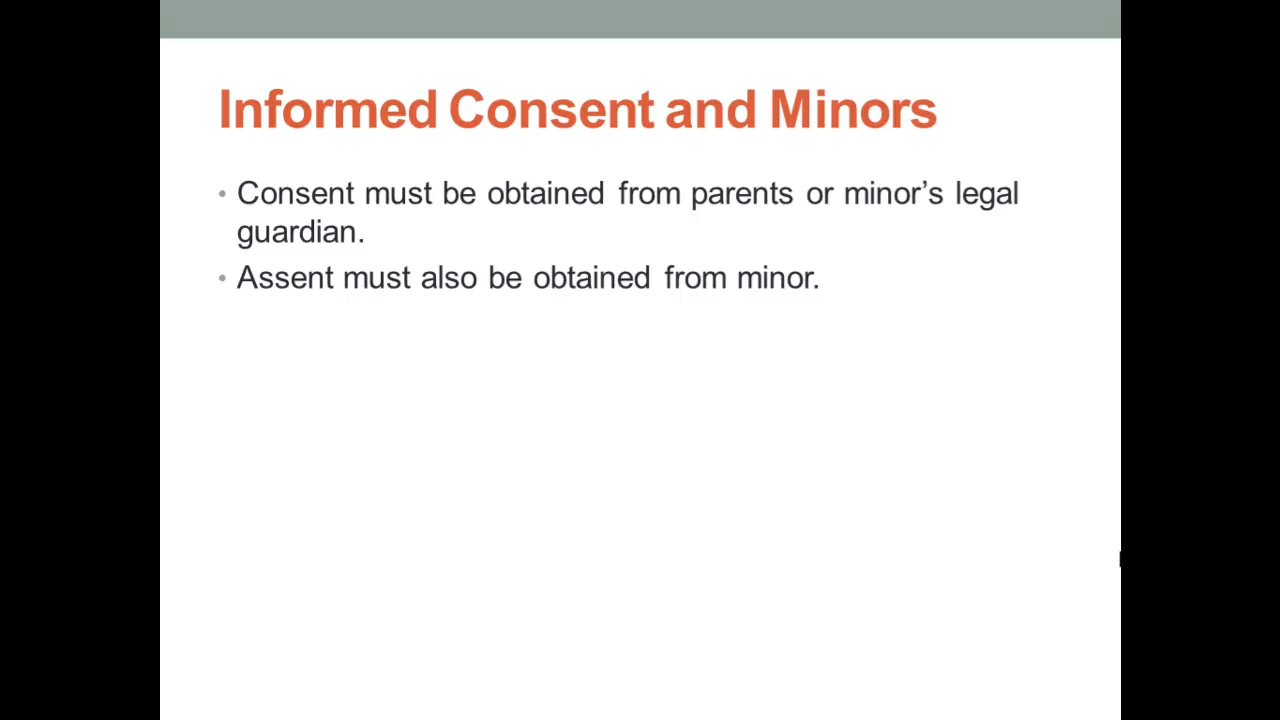 Informed Consent and Minors
• Consent must be obtained from parents or minor’s legal
guardian.
• Assent must also be obtained from minor.